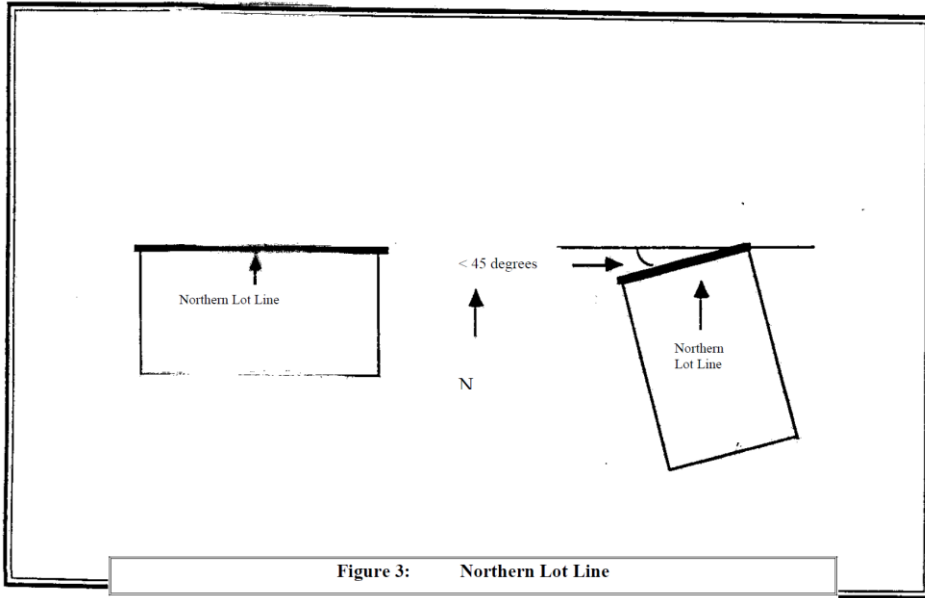 < 45 degrees
Northern Lot Line
N
Northern
Lot Line
Figure 3: Northern Lot Line